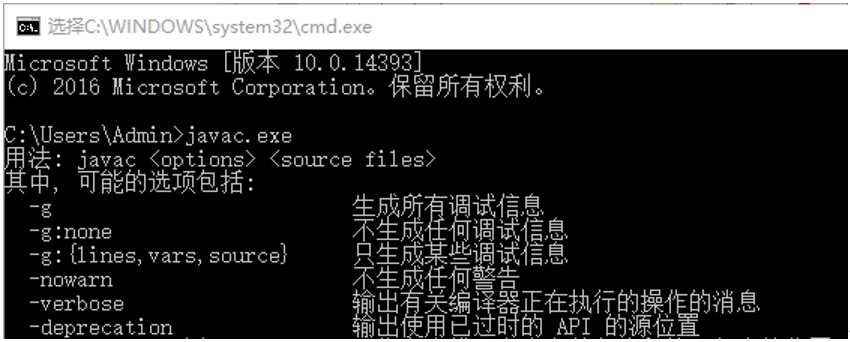 选择C:\WINDOWS\system32\cmd.exe
Microsoft Windows [版本 10.0.14393]
(c) 2016 Microsoft Corporation。保留所有权利。
C:\Users\Admin>javac.exe
用法: javac <options> <source files>
其中, 可能的选项包括:
-g 生成所有调试信息
-g:none 不生成任何调试信息
-g:{lines,vars,source} 只生成某些调试信息
-nowarn 不生成任何警告
-verbose 输出有关编译器正在执行的操作的消息
-deprecation 输出使用已过时的 API 的源位置